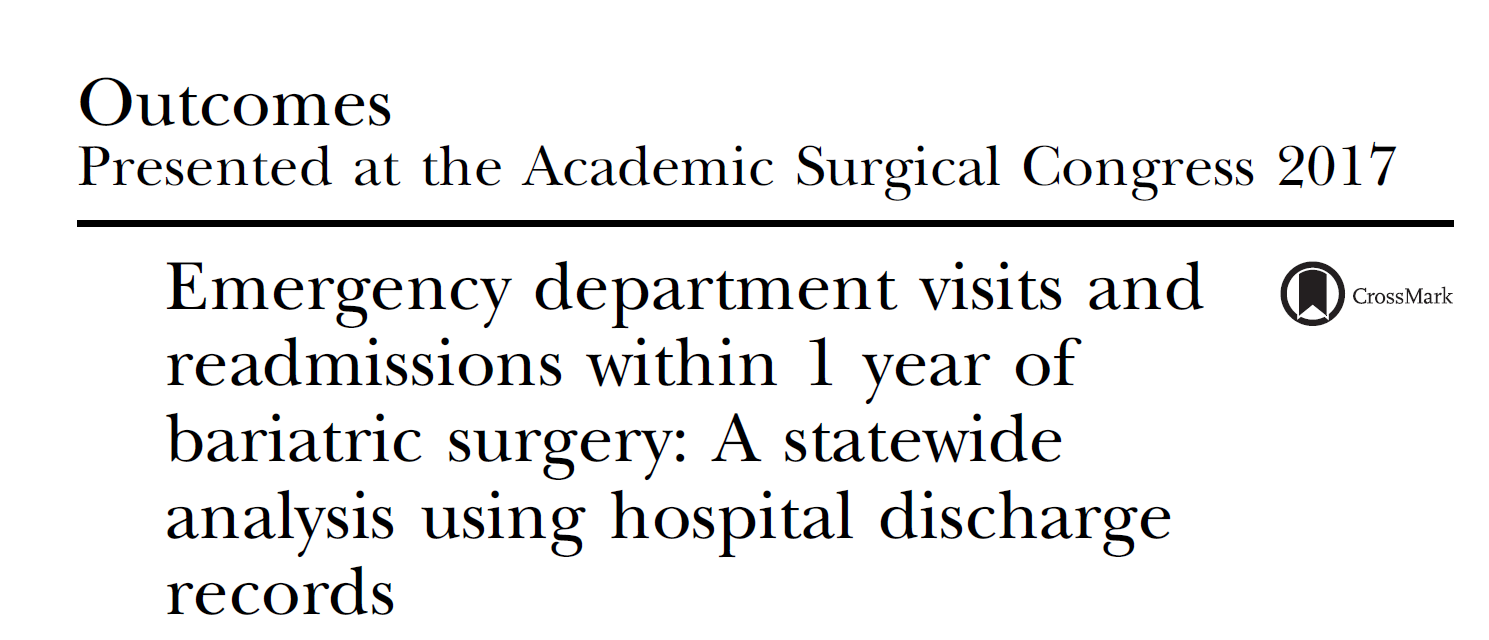 Outcomes
Presented at the Academic Surgical Congress 2017
Emergency department visits and
readmissions within 1 year of
bariatric surgery: A statewide
analysis using hospital discharge
records
CrossMark